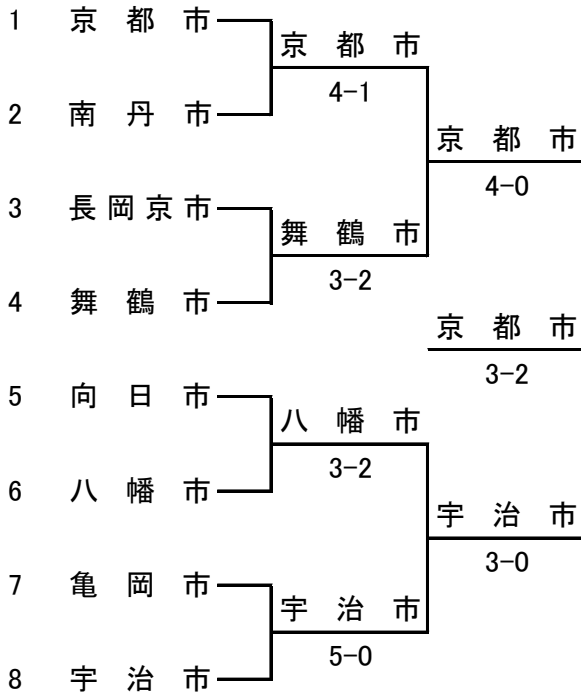 1 京都市
京都市
4-1
2 南丹市
京都市
4-0
3 長岡京市
舞鶴市
3-2
4 舞鶴市
京都市
3-2
5 向日市
八幡市
3-2
6 八幡市
宇治市
3-0
7 亀岡市
宇治市
5-0
8 宇治市